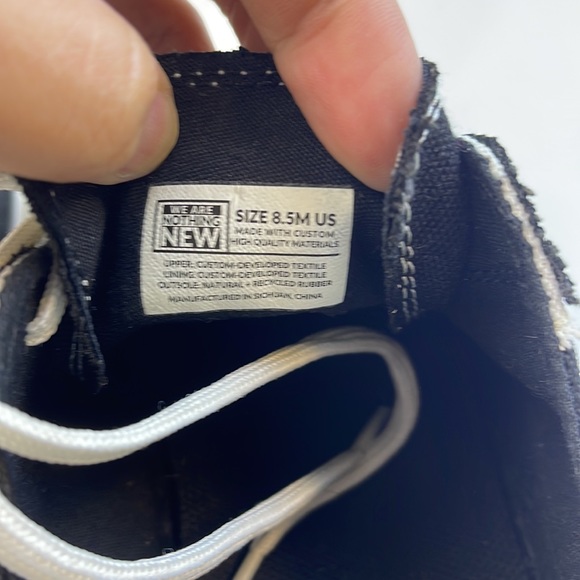 WE ARE
NOTHING
NEW
SIZE 8.5M US
MADE WITH CUSTOM
HIGH QUALITY MATERIALS
UPPER: CUSTOM-DEVELOPED TEXTILE
LINING: CUSTOM-DEVELOPED TEXTILE
OUTSOLE: NATURAL + RECYCLED RUBBER
MANUFACTURED IN SICHUAN, CHINA